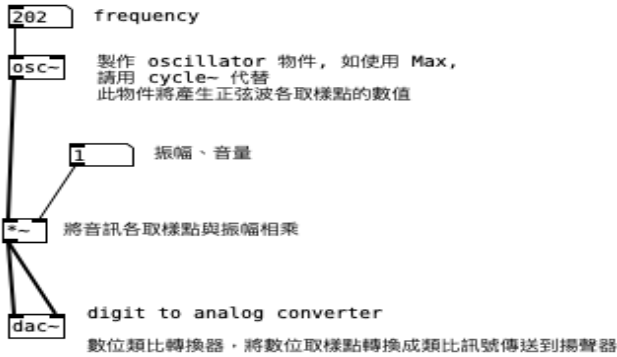 202 frequency
osc~ 製作 oscillator 物件, 如使用 Max,
請用 cycle~ 代替
此物件將產生正弦波各取樣點的數值
1 振幅、音量
*~ 將音訊各取樣點與振幅相乘
digit to analog converter
dac~
數位類比轉換器，將數位取樣點轉換成類比訊號傳送到揚聲器